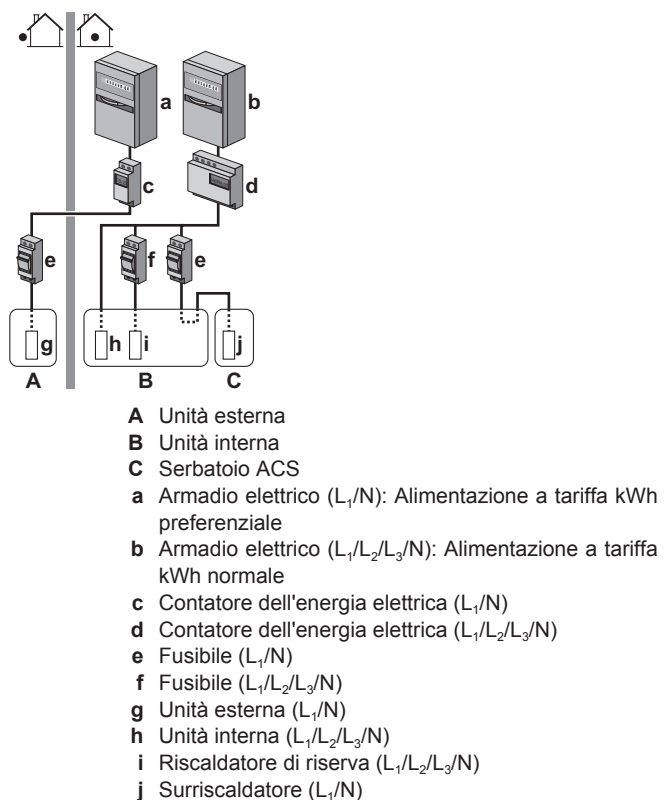 a
b
c
d
e
f
e
g
h
i
j
A
B
C
A Unità esterna
B Unità interna
C Serbatoio ACS
a Armadio elettrico (L₁/N): Alimentazione a tariffa kWh
preferenziale
b Armadio elettrico (L₁/L₂/L₃/N): Alimentazione a tariffa
kWh normale
c Contatore dell'energia elettrica (L₁/N)
d Contatore dell'energia elettrica (L₁/L₂/L₃/N)
e Fusibile (L₁/N)
f Fusibile (L₁/L₂/L₃/N)
g Unità esterna (L₁/N)
h Unità interna (L₁/L₂/L₃/N)
i Riscaldatore di riserva (L₁/L₂/L₃/N)
j Surriscaldatore (L₁/N)